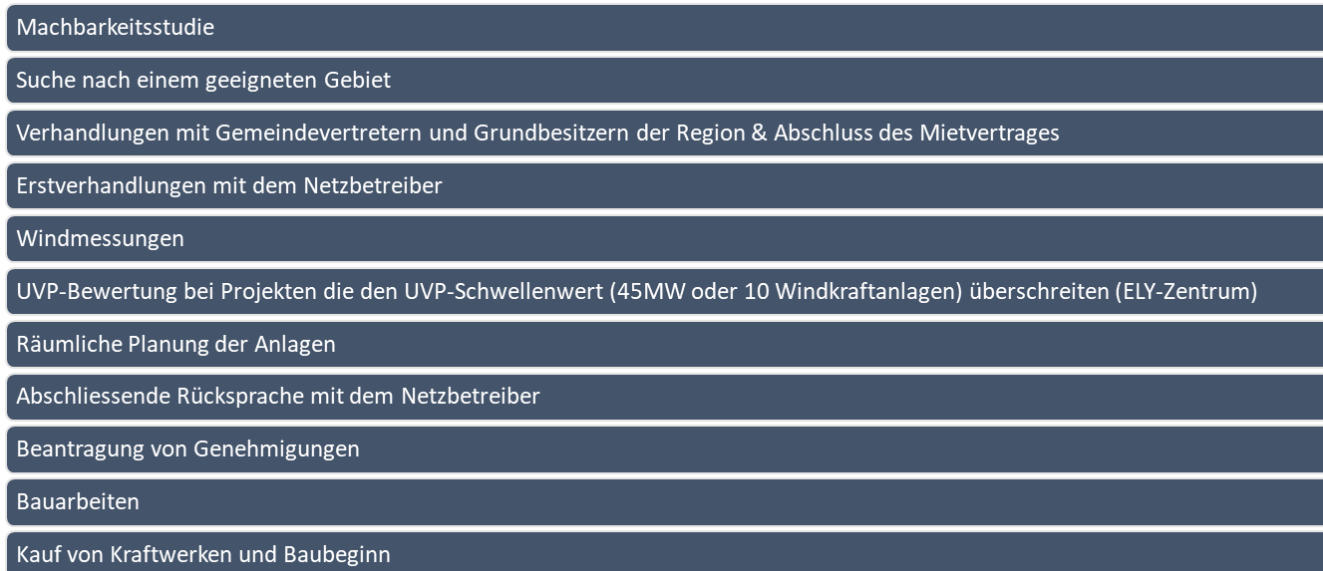 Machbarkeitsstudie
Suche nach einem geeigneten Gebiet
Verhandlungen mit Gemeindevertretern und Grundbesitzern der Region & Abschluss des Mietvertrages
Erstverhandlungen mit dem Netzbetreiber
Windmessungen
UVP-Bewertung bei Projekten die den UVP-Schwellenwert (45MW oder 10 Windkraftanlagen) überschreiten (ELY-Zentrum)
Räumliche Planung der Anlagen
Abschliessende Rücksprache mit dem Netzbetreiber
Beantragung von Genehmigungen
Bauarbeiten
Kauf von Kraftwerken und Baubeginn